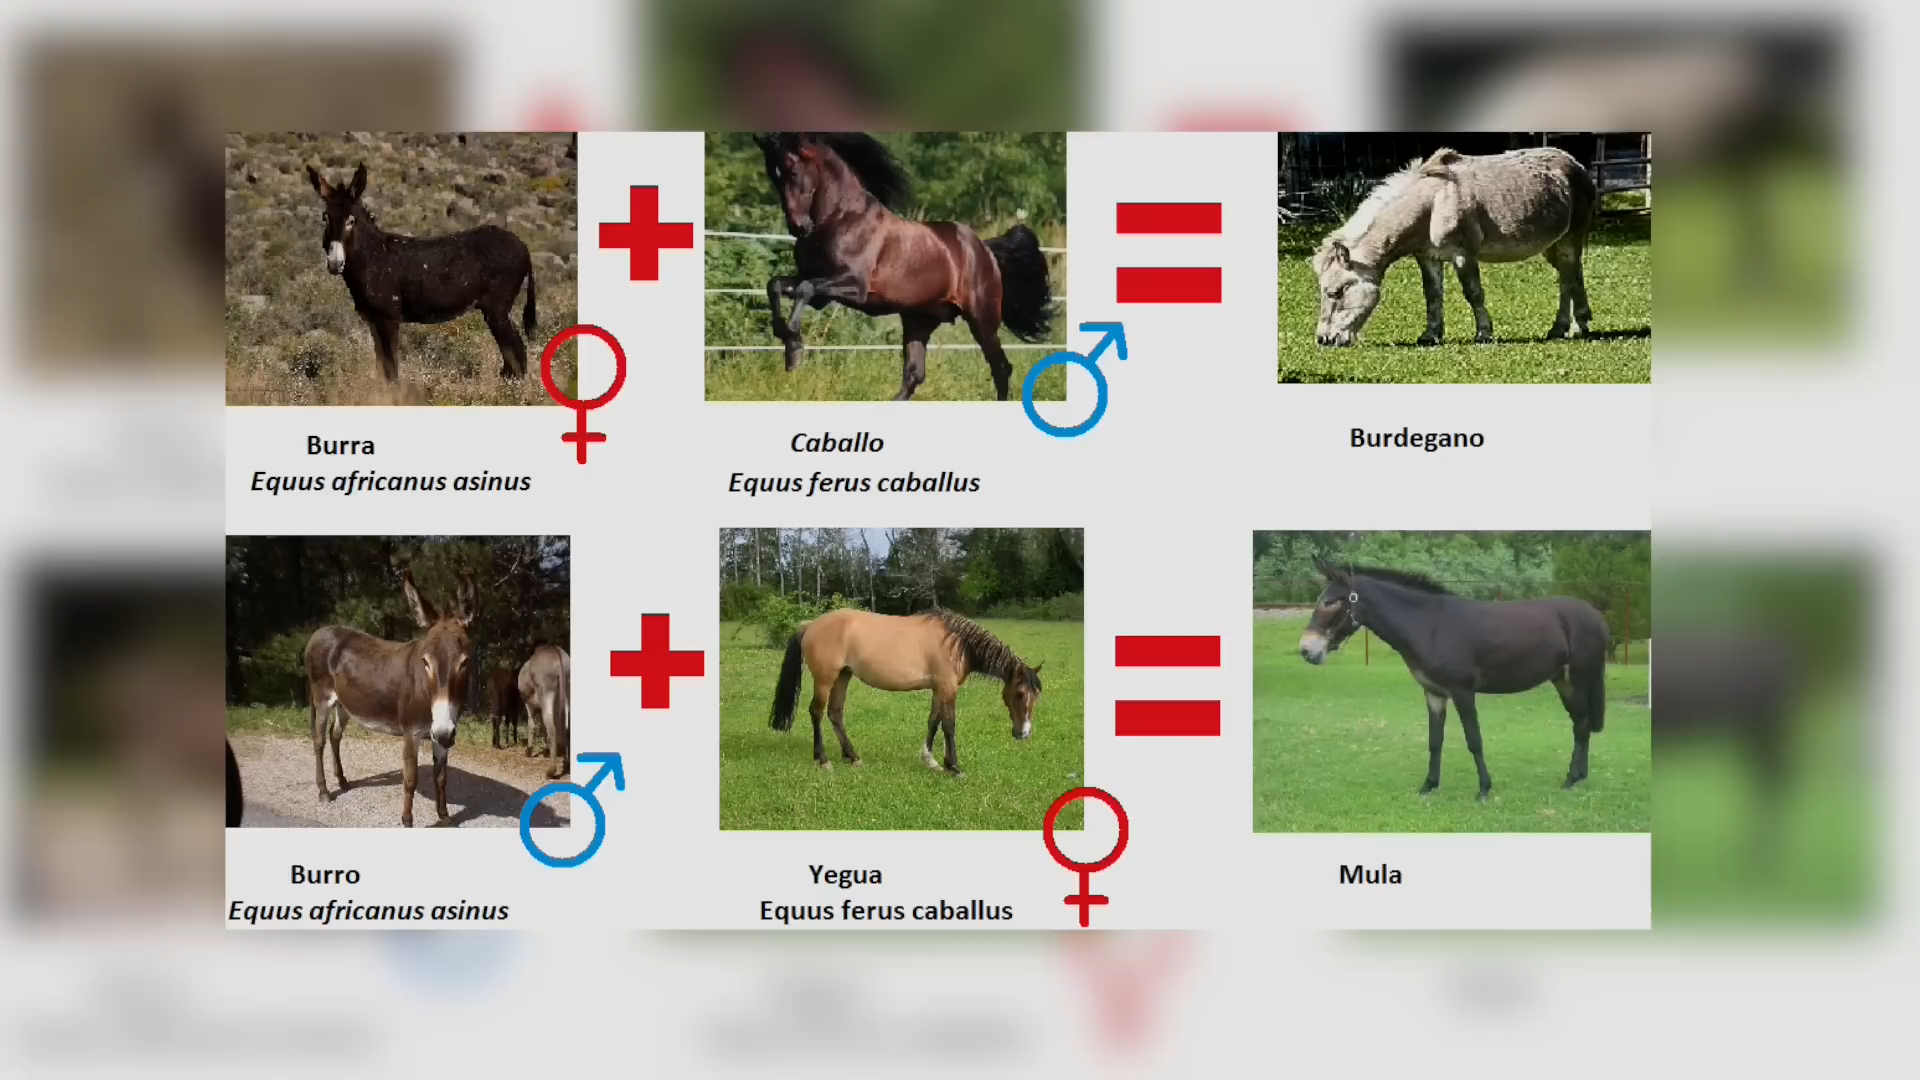 Burra
Equus africanus asinus
Caballo
Equus ferus caballus
Burdegano
Burro
Equus africanus asinus
Yegua
Equus ferus caballus
Mula